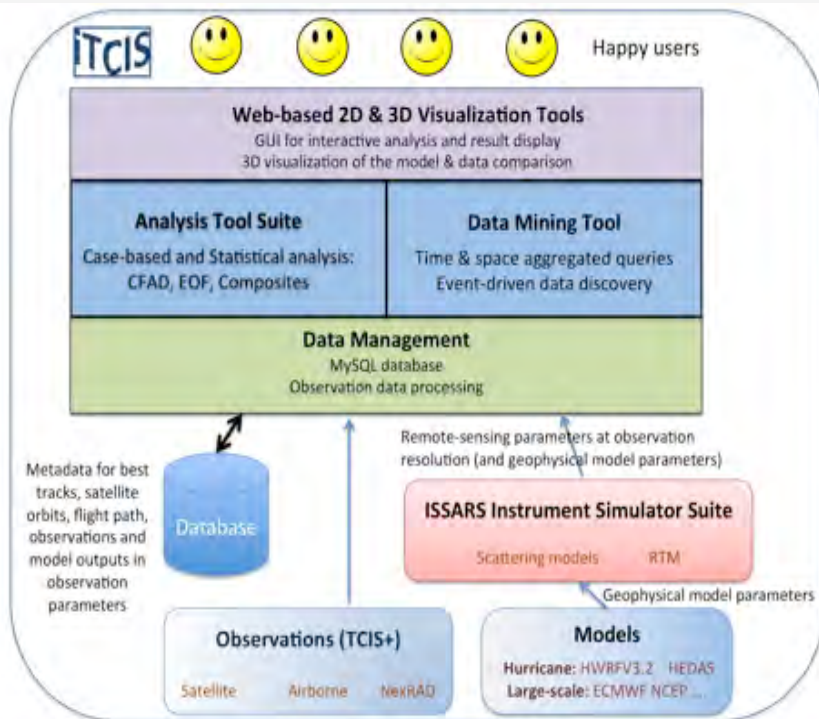 iTCIS
Happy users
Web-based 2D & 3D Visualization Tools
GUI for interactive analysis and result display
3D visualization of the model & data comparison
Analysis Tool Suite
Case-based and Statistical analysis:
CFAD, EOF, Composites
Data Mining Tool
Time & space aggregated queries
Event-driven data discovery
Data Management
MySQL database
Observation data processing
Metadata for best
tracks, satellite
orbits, flight path,
observations and
model outputs in
observation
parameters
Database
Remote-sensing parameters at observation
resolution (and geophysical model parameters)
ISSARS Instrument Simulator Suite
Scattering models RTM
Geophysical model parameters
Observations (TCIS+)
Satellite Airborne NexRAD
Models
Hurricane: HWRFV3.2 HEDAS
Large-scale: ECMWF NCEP ...